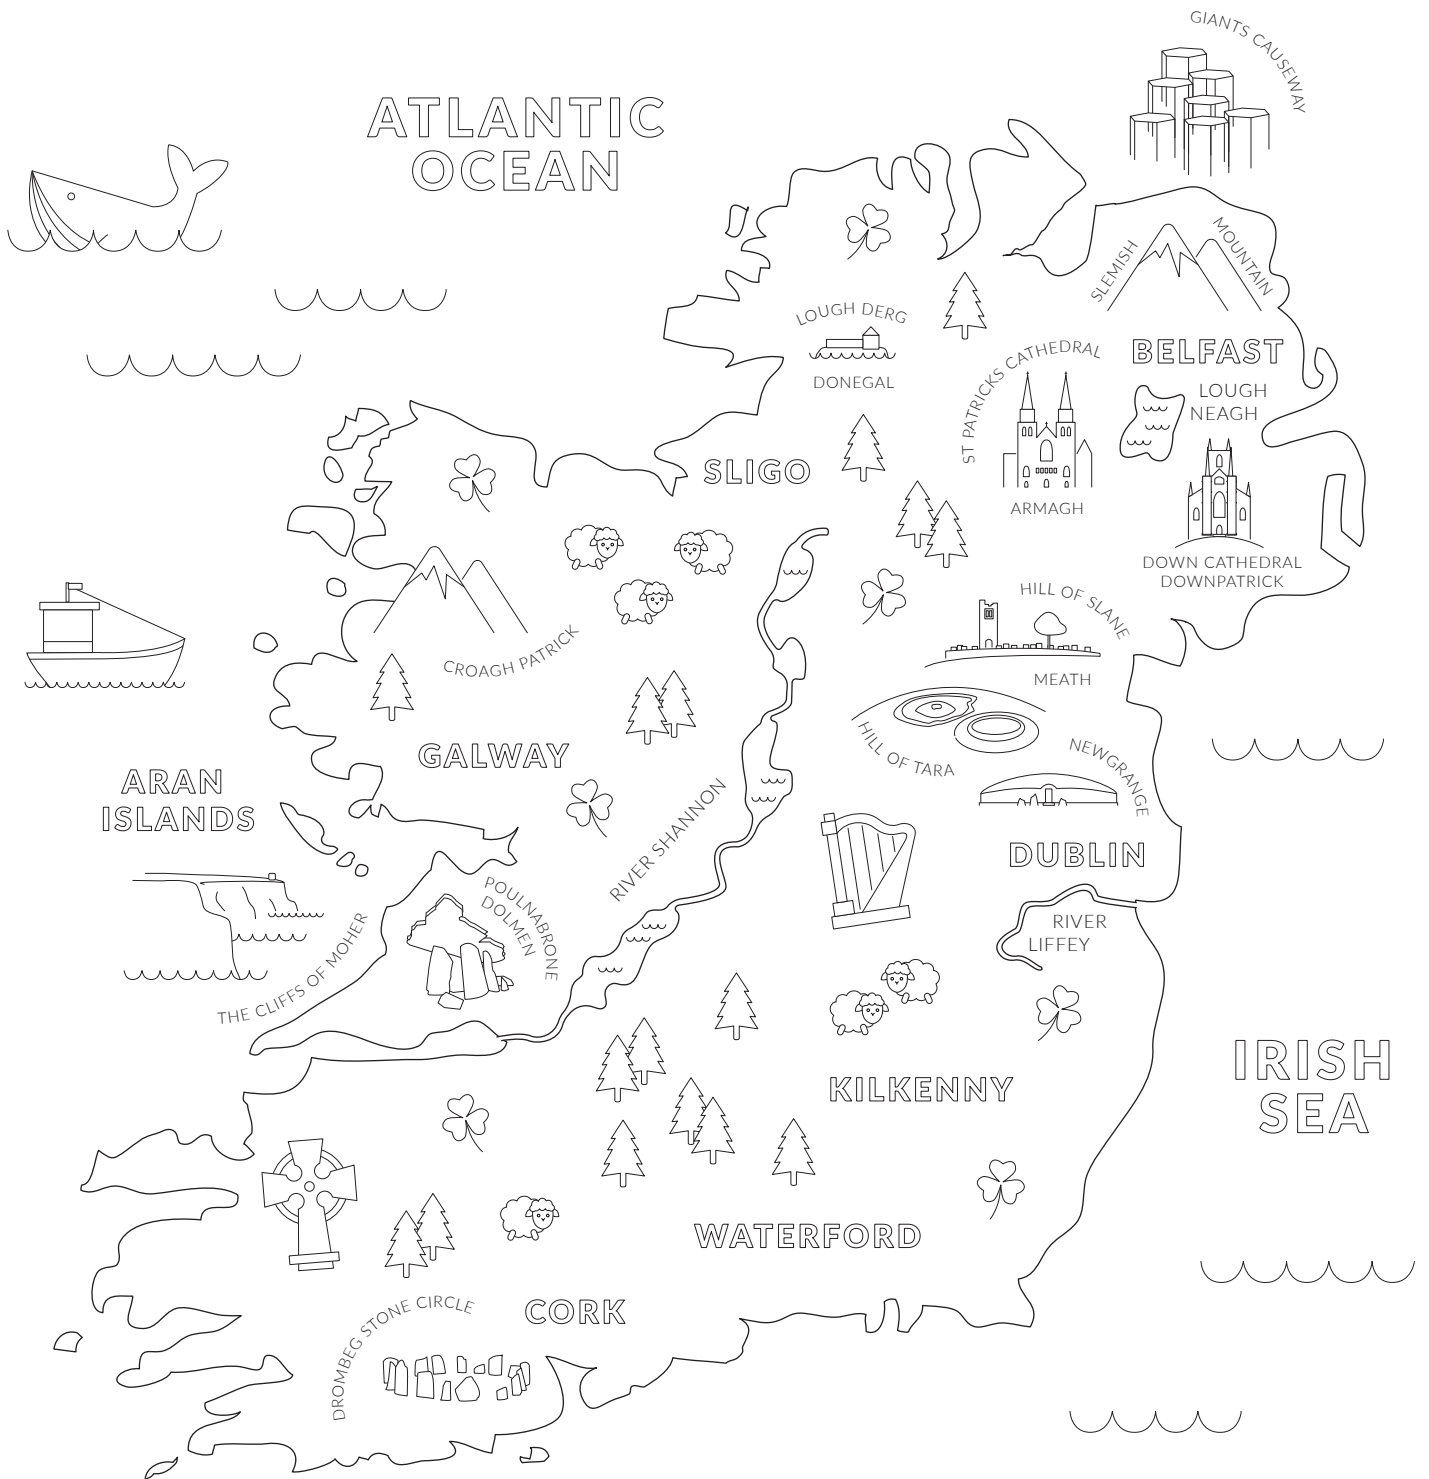 GIANTS CAUSEWAY
ATLANTIC
OCEAN
SLEMISH
MOUNTAIN
LOUGH DERG
DONEGAL
ST PATRICKS CATHEDRAL
ARMAGH
BELFAST
LOUGH
NEAGH
DOWN CATHEDRAL
DOWNPATRICK
SLIGO
HILL OF SLANE
MEATH
CROAGH PATRICK
HILL OF TARA
NEWGRANGE
GALWAY
ARAN
ISLANDS
RIVER SHANNON
DUBLIN
POULNABRONE
DOLMEN
RIVER
LIFFEY
THE CLIFFS OF MOHER
IRISH
SEA
KILKENNY
WATERFORD
CORK
DROMBEG STONE CIRCLE